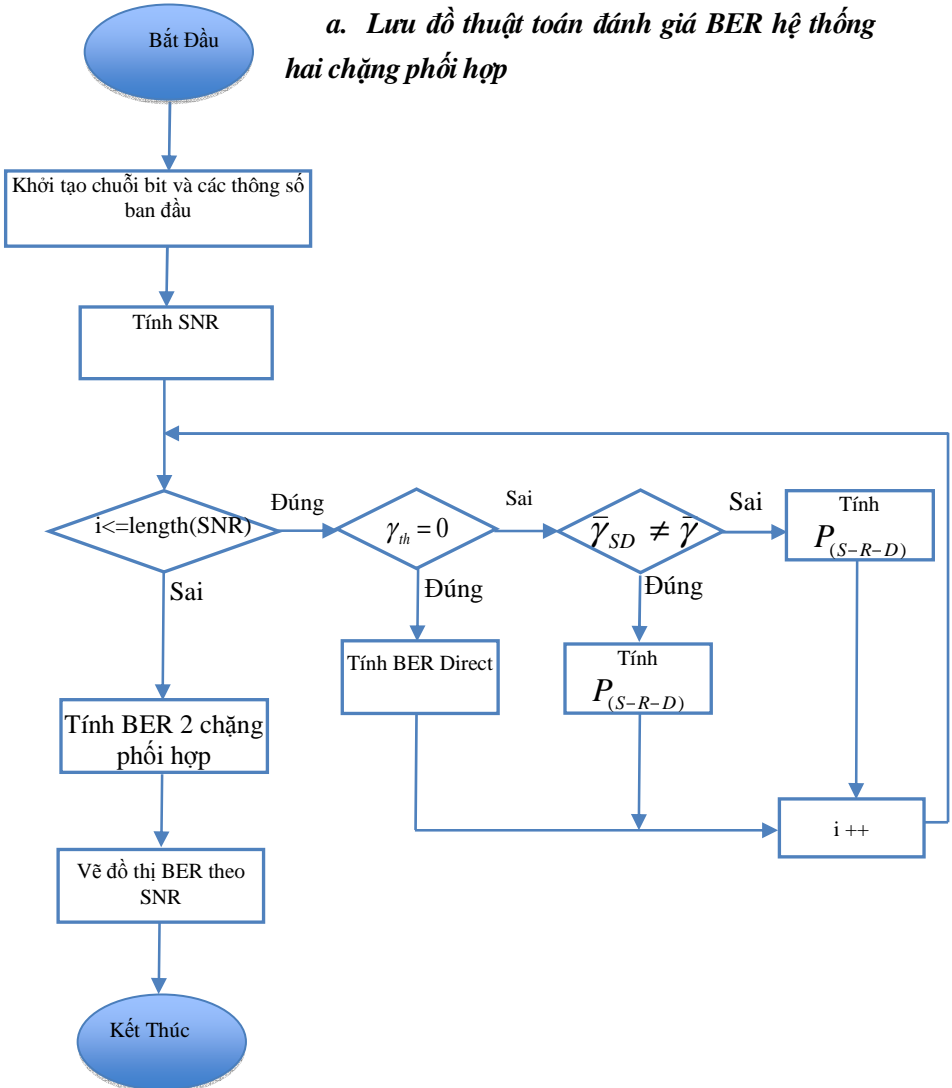 a. Lưu đồ thuật toán đánh giá BER hệ thống
hai chặng phối hợp
Bắt Đầu
Khởi tạo chuỗi bit và các thông số
ban đầu
Tính SNR
i<=length(SNR)
Đúng
γ_th = 0
Sai
γ̄_SD ≠ γ̄
Sai
Tính
P_(S−R−D)
Sai
Đúng
Đúng
Tính BER Direct
Tính
P_(S−R−D)
Tính BER 2 chặng
phối hợp
i ++
Vẽ đồ thị BER theo
SNR
Kết Thúc